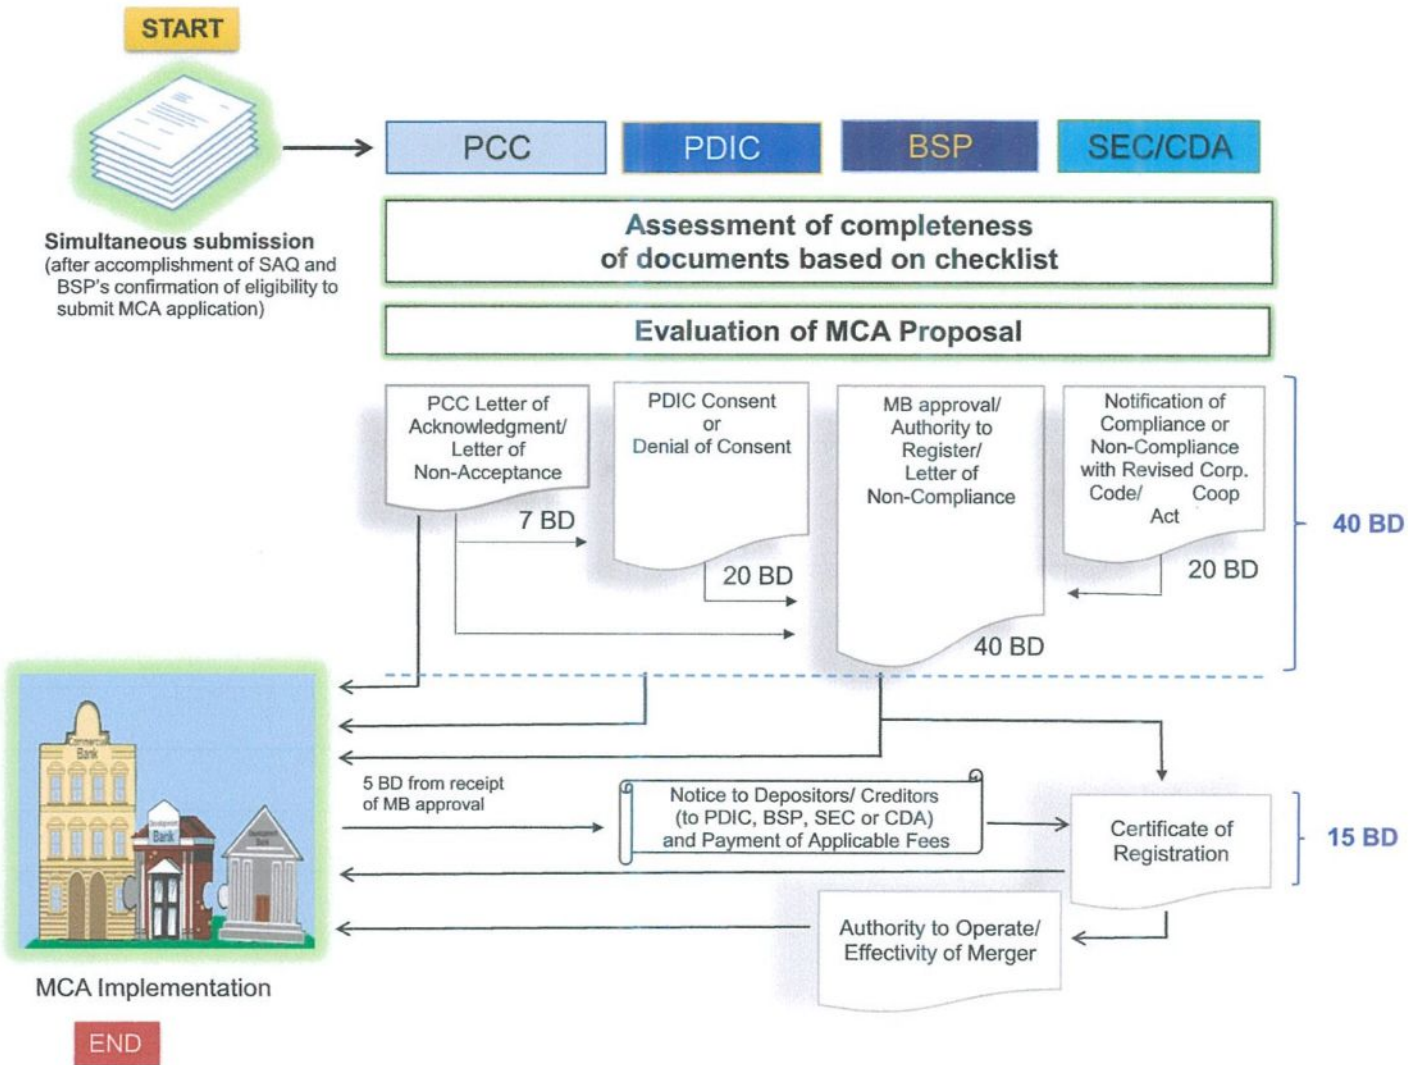 START
PCC
PDIC
BSP
SEC/CDA
Simultaneous submission
(after accomplishment of SAQ and
BSP's confirmation of eligibility to
submit MCA application)
Assessment of completeness
of documents based on checklist
Evaluation of MCA Proposal
PCC Letter of
Acknowledgment/
Letter of
Non-Acceptance
7 BD
PDIC Consent
or
Denial of Consent
20 BD
MB approval/
Authority to
Register/
Letter of
Non-Compliance
40 BD
Notification of
Compliance or
Non-Compliance
with Revised Corp.
Code/ Coop
Act
20 BD
40 BD
Commercial
Bank
Development
Bank
Development
Bank
5 BD from receipt
of MB approval
Notice to Depositors/ Creditors
(to PDIC, BSP, SEC or CDA)
and Payment of Applicable Fees
Certificate of
Registration
15 BD
Authority to Operate/
Effectivity of Merger
MCA Implementation
END